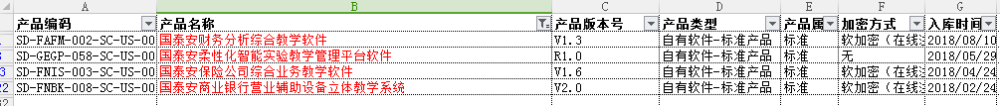 A B C D E F G
产品编码 产品名称 产品版本号 产品类型 产品属 加密方式 入库时间
SD-FAFM-002-SC-US-00 国泰安财务分析综合教学软件 V1.3 自有软件-标准产品 标准 软加密（在线 2018/08/10
SD-GEGP-058-SC-US-00 国泰安柔性化智能实验教学管理平台软件 R1.0 自有软件-标准产品 标准 无 2018/05/29
SD-FNIS-003-SC-US-00 国泰安保险公司综合业务教学软件 V1.6 自有软件-标准产品 标准 软加密（在线 2018/04/24
SD-FNBK-008-SC-US-00 国泰安商业银行营业辅助设备立体教学系统 V2.0 自有软件-标准产品 标准 软加密（在线 2018/02/24